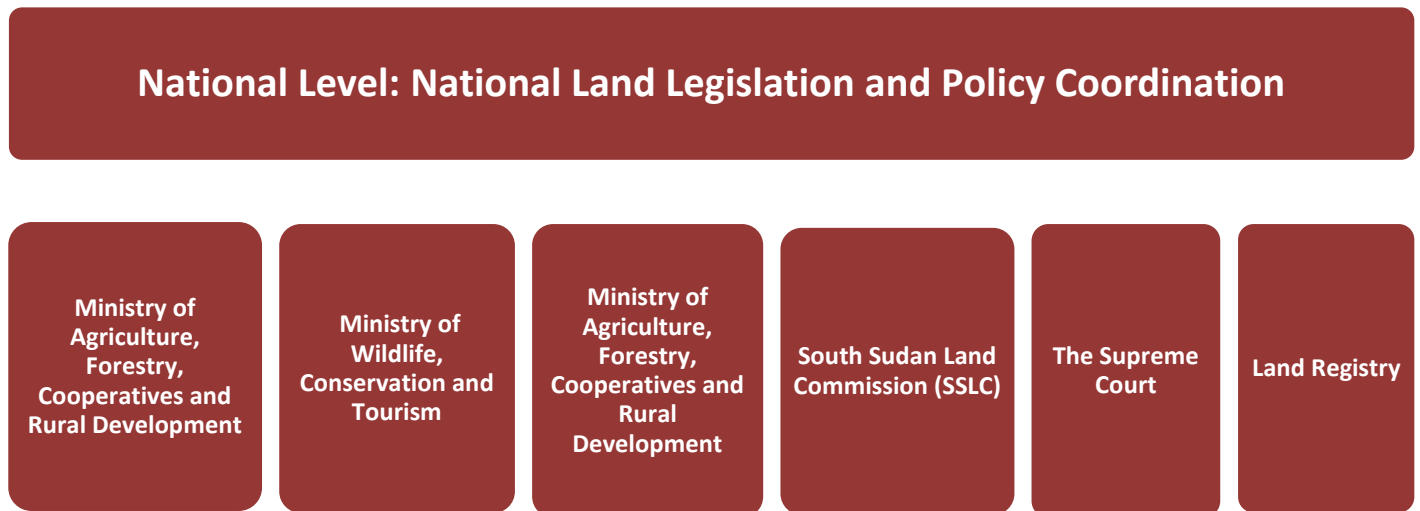 National Level: National Land Legislation and Policy Coordination
Ministry of
Agriculture,
Forestry,
Cooperatives and
Rural Development
Ministry of
Wildlife,
Conservation and
Tourism
Ministry of
Agriculture,
Forestry,
Cooperatives and
Rural
Development
South Sudan Land
Commission (SSLC)
The Supreme
Court
Land Registry